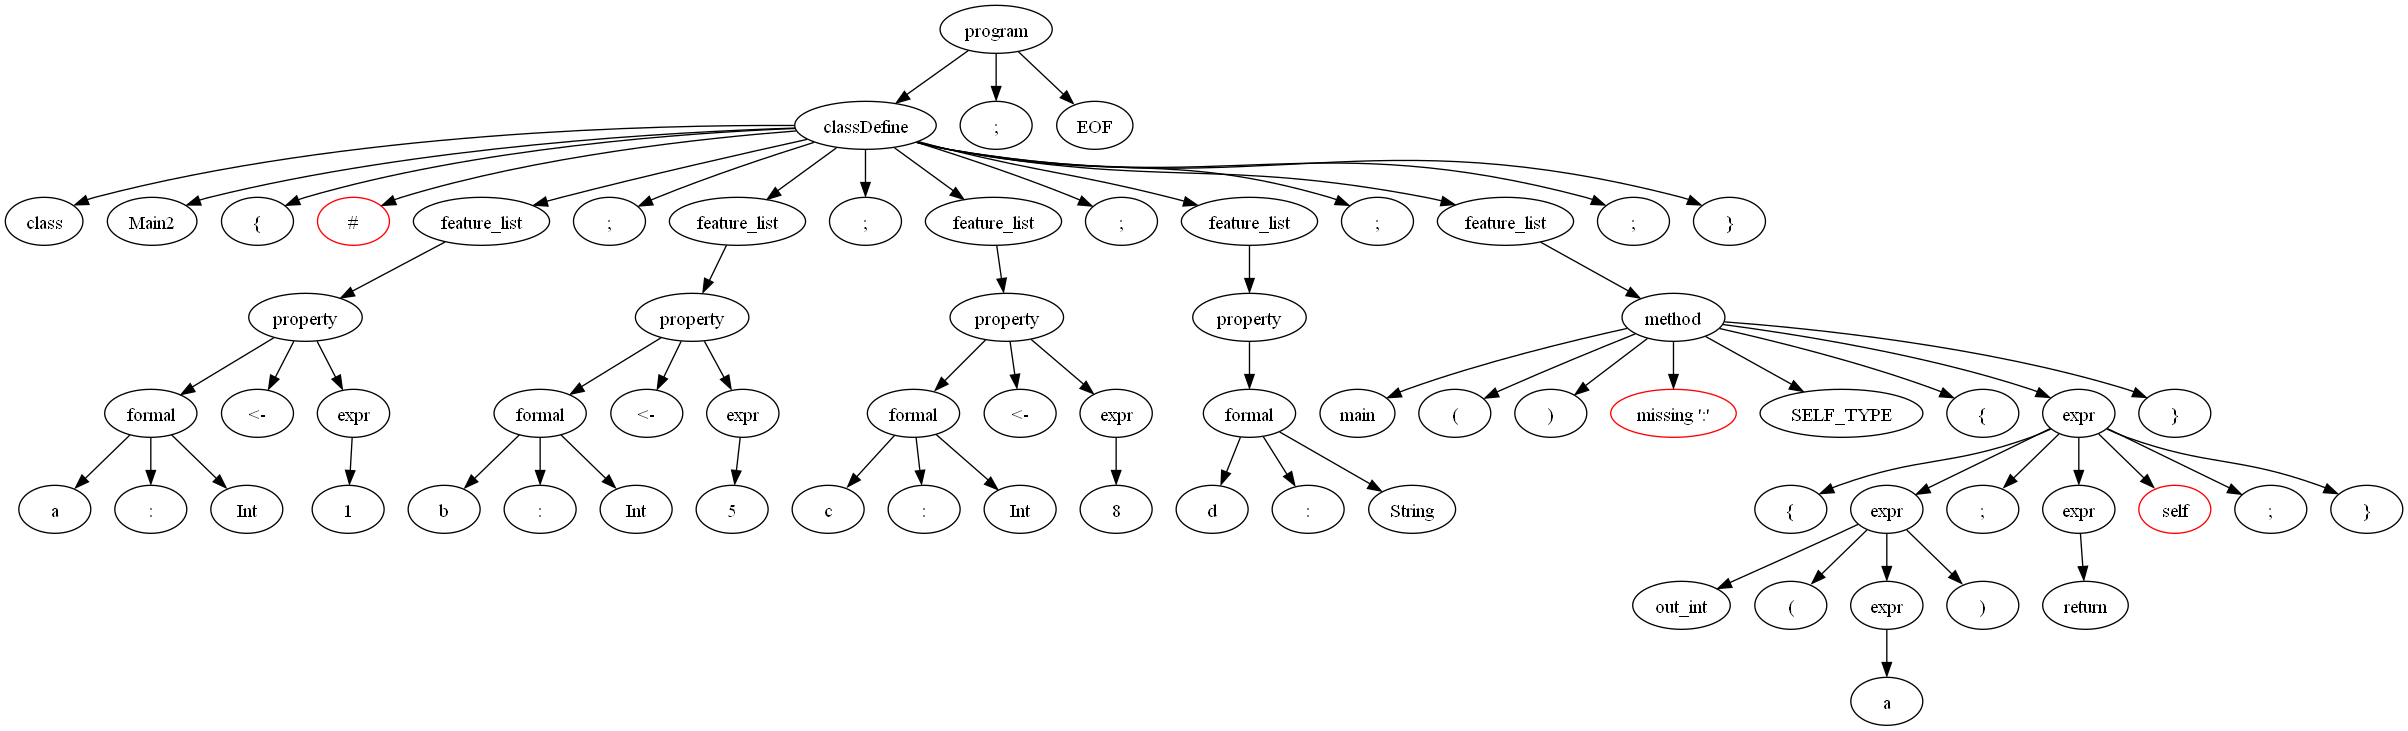 program
classDefine
;
EOF
class
Main2
{
#
feature_list
;
feature_list
;
feature_list
;
feature_list
;
feature_list
;
}
property
property
property
property
method
formal
<-
expr
formal
<-
expr
formal
<-
expr
formal
main
(
)
missing ':'
SELF_TYPE
{
expr
}
a
:
Int
1
b
:
Int
5
c
:
Int
8
d
:
String
{
expr
;
expr
self
;
}
out_int
(
expr
)
return
a